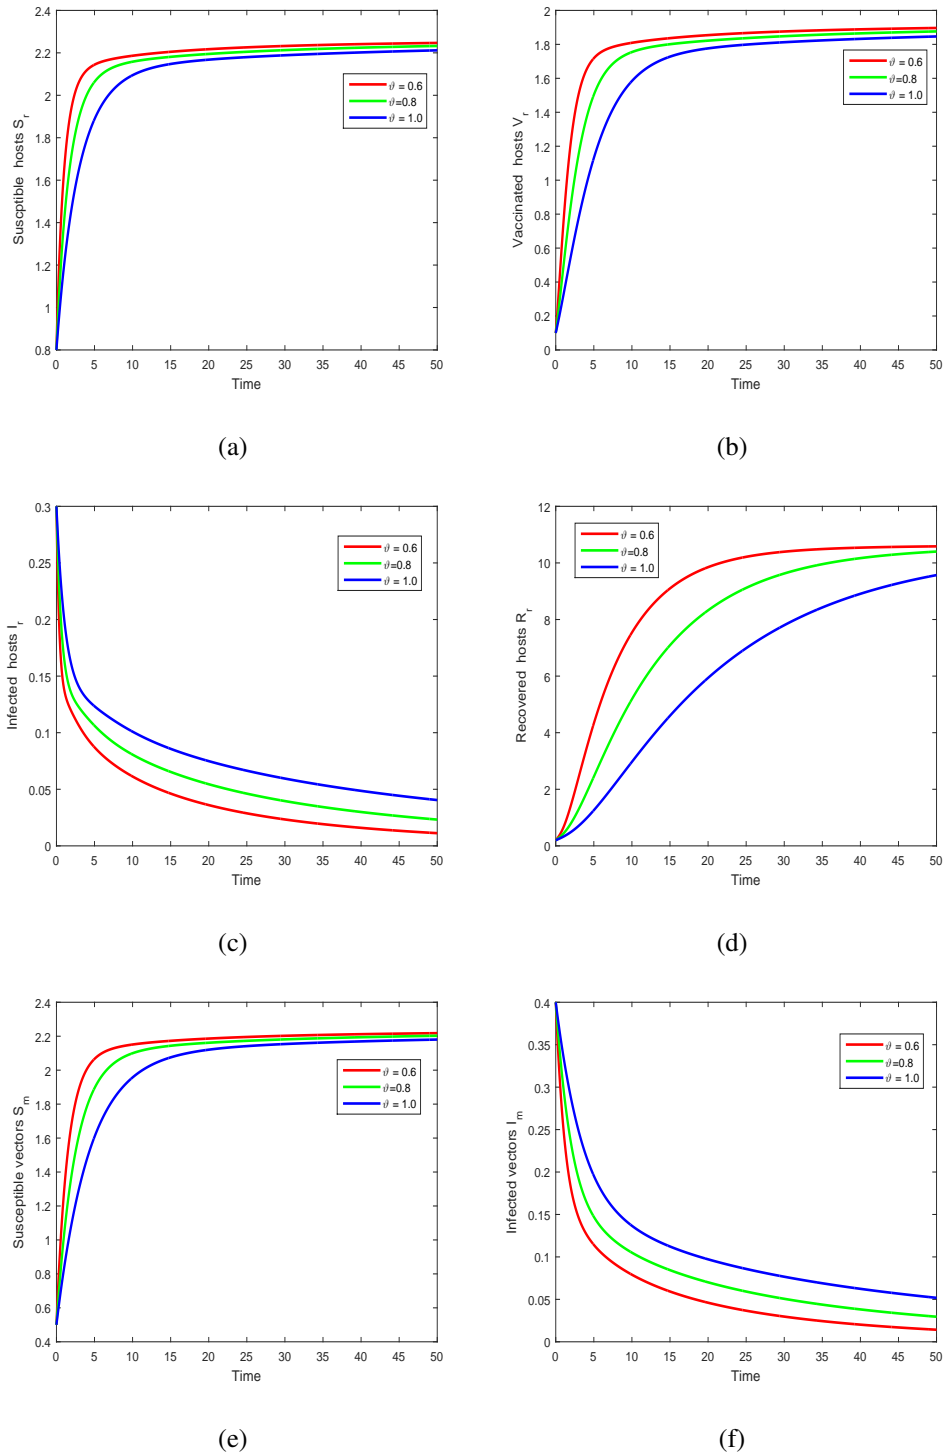 2.4
2.2
2
1.8
1.6
1.4
1.2
1
0.8
Suscptible hosts S_r
ϑ = 0.6
ϑ=0.8
ϑ = 1.0
0 5 10 15 20 25 30 35 40 45 50
Time
(a)
2
1.8
1.6
1.4
1.2
1
0.8
0.6
0.4
0.2
0
Vaccinated hosts V_r
ϑ = 0.6
ϑ=0.8
ϑ = 1.0
0 5 10 15 20 25 30 35 40 45 50
Time
(b)
0.3
0.25
0.2
0.15
0.1
0.05
0
Infected hosts I_r
ϑ = 0.6
ϑ=0.8
ϑ = 1.0
0 5 10 15 20 25 30 35 40 45 50
Time
(c)
12
10
8
6
4
2
0
Recovered hosts R_r
ϑ = 0.6
ϑ=0.8
ϑ = 1.0
0 5 10 15 20 25 30 35 40 45 50
Time
(d)
2.4
2.2
2
1.8
1.6
1.4
1.2
1
0.8
0.6
0.4
Susceptible vectors S_m
ϑ = 0.6
ϑ=0.8
ϑ = 1.0
0 5 10 15 20 25 30 35 40 45 50
Time
(e)
0.4
0.35
0.3
0.25
0.2
0.15
0.1
0.05
0
Infected vectors I_m
ϑ = 0.6
ϑ=0.8
ϑ = 1.0
0 5 10 15 20 25 30 35 40 45 50
Time
(f)